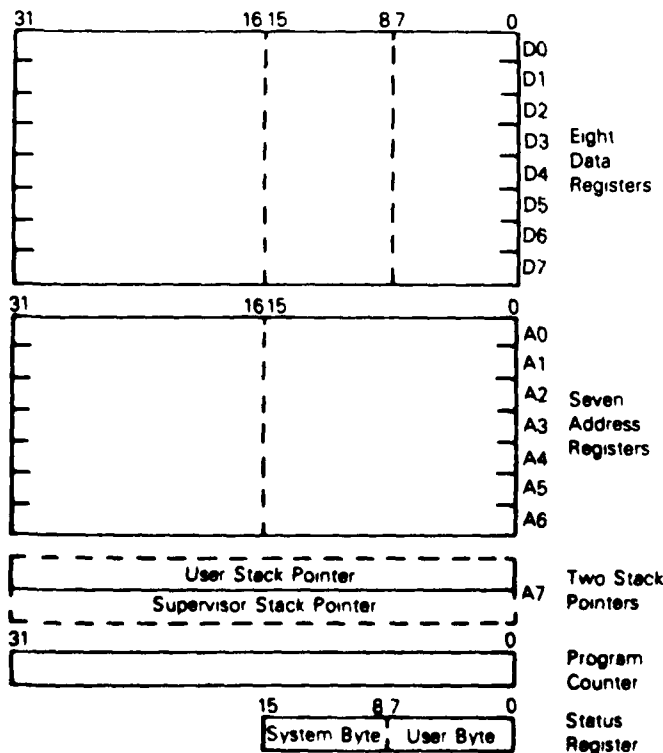 31 16 15 8 7 0
D0
D1
D2
D3
D4
D5
D6
D7
Eight
Data
Registers
31 16 15 0
A0
A1
A2
A3
A4
A5
A6
Seven
Address
Registers
User Stack Pointer
Supervisor Stack Pointer
A7
Two Stack
Pointers
31 0
Program
Counter
15 8 7 0
System Byte User Byte
Status
Register